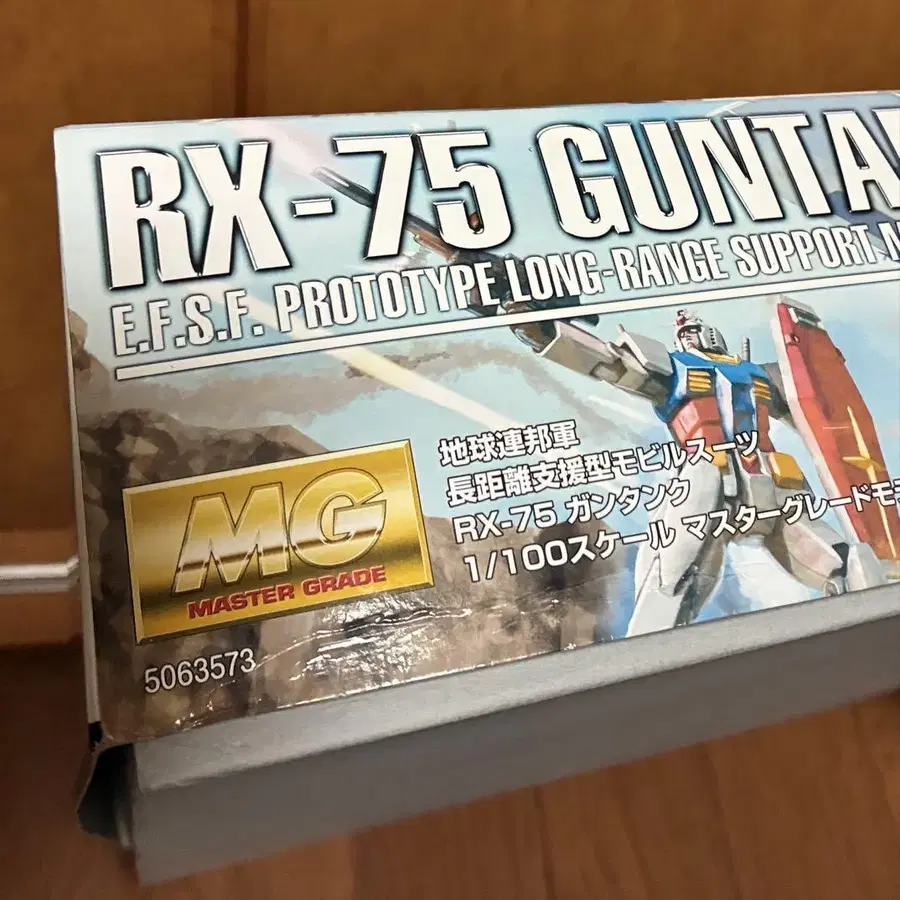 RX-75 GUNTA
E.F.S.F. PROTOTYPE LONG-RANGE SUPPORT
地球連邦軍
長距離支援型モビルスーツ
RX-75 ガンタンク
1/100スケール マスターグレードモデ
MG
MASTER GRADE
5063573